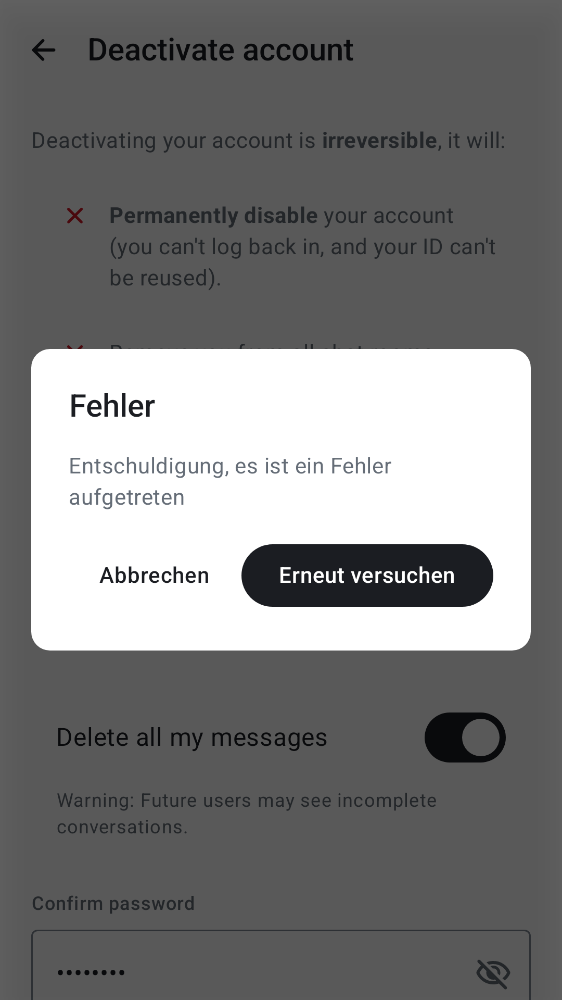 Deactivate account
Deactivating your account is irreversible, it will:
Permanently disable your account
(you can't log back in, and your ID can't
be reused).
Fehler
Entschuldigung, es ist ein Fehler
aufgetreten
Abbrechen
Erneut versuchen
Delete all my messages
Warning: Future users may see incomplete
conversations.
Confirm password
••••••••